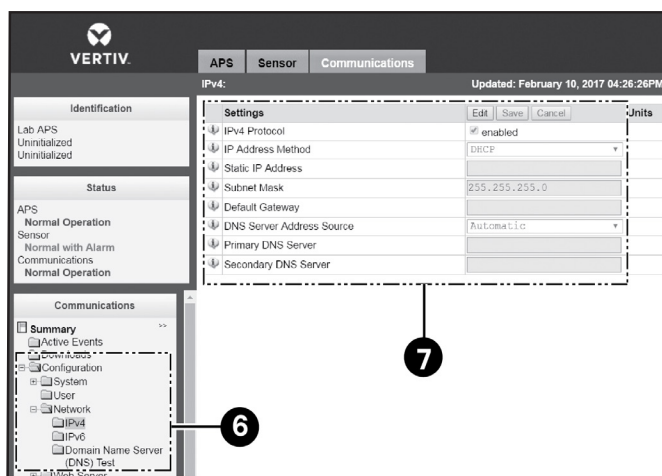 VERTIV.
APS
Sensor
Communications
IPv4:
Updated: February 10, 2017 04:26:26PM
Identification
Lab APS
Uninitialized
Uninitialized
Status
APS
Normal Operation
Sensor
Normal with Alarm
Communications
Normal Operation
Communications
Summary >>
Active Events
Downloads
Configuration
System
User
Network
IPv4
IPv6
Domain Name Server
(DNS) Test
Web Server
Settings Edit Save Cancel Units
IPv4 Protocol enabled
IP Address Method DHCP
Static IP Address
Subnet Mask 255.255.255.0
Default Gateway
DNS Server Address Source Automatic
Primary DNS Server
Secondary DNS Server
6
7